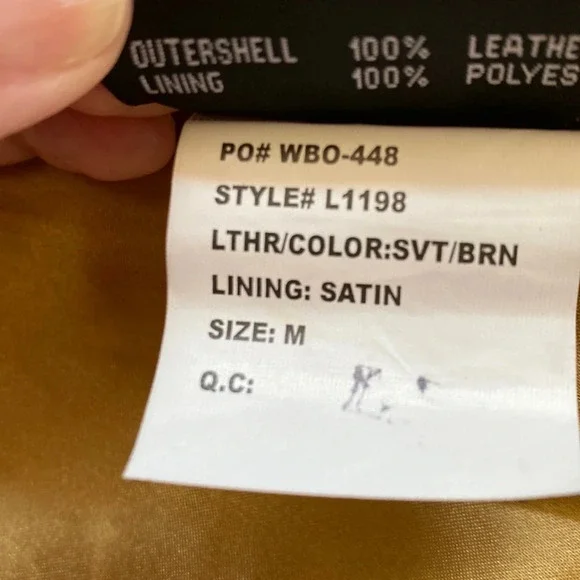 OUTERSHELL 100% LEATHE
LINING 100% POLYES
PO# WBO-448
STYLE# L1198
LTHR/COLOR:SVT/BRN
LINING: SATIN
SIZE: M
Q.C: